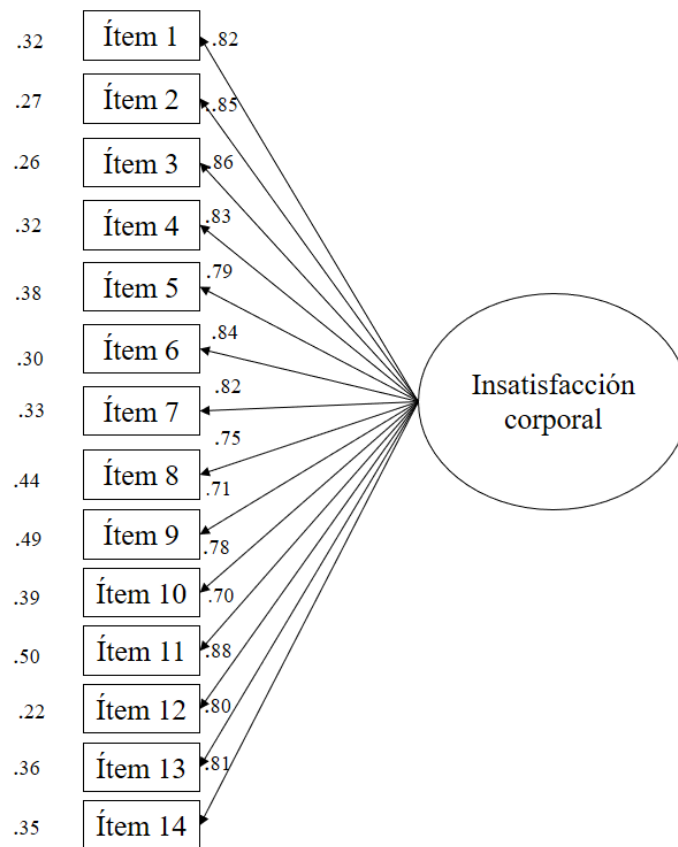 .32 Ítem 1 .82
.27 Ítem 2 .85
.26 Ítem 3 .86
.32 Ítem 4 .83
.38 Ítem 5 .79
.30 Ítem 6 .84
.33 Ítem 7 .82
.44 Ítem 8 .75
.49 Ítem 9 .71
.39 Ítem 10 .78
.50 Ítem 11 .70
.22 Ítem 12 .88
.36 Ítem 13 .80
.35 Ítem 14 .81
Insatisfacción
corporal